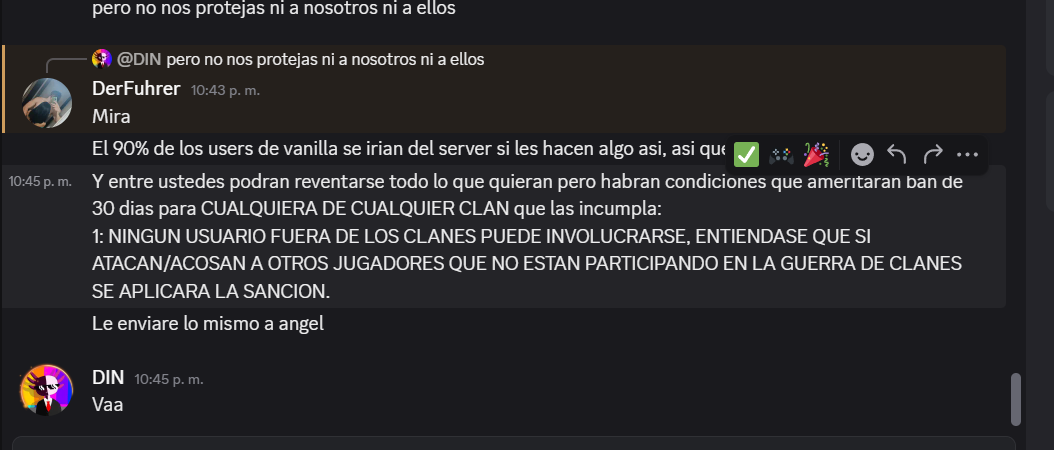 pero no nos protejas ni a nosotros ni a ellos
@DIN pero no nos protejas ni a nosotros ni a ellos
DerFuhrer 10:43 p. m.
Mira
El 90% de los users de vanilla se irian del server si les hacen algo asi, asi que
10:45 p. m. Y entre ustedes podran reventarse todo lo que quieran pero habran condiciones que ameritaran ban de
30 dias para CUALQUIERA DE CUALQUIER CLAN que las incumpla:
1: NINGUN USUARIO FUERA DE LOS CLANES PUEDE INVOLUCRARSE, ENTIENDASE QUE SI
ATACAN/ACOSAN A OTROS JUGADORES QUE NO ESTAN PARTICIPANDO EN LA GUERRA DE CLANES
SE APLICARA LA SANCION.
Le enviare lo mismo a angel
DIN 10:45 p. m.
Vaa